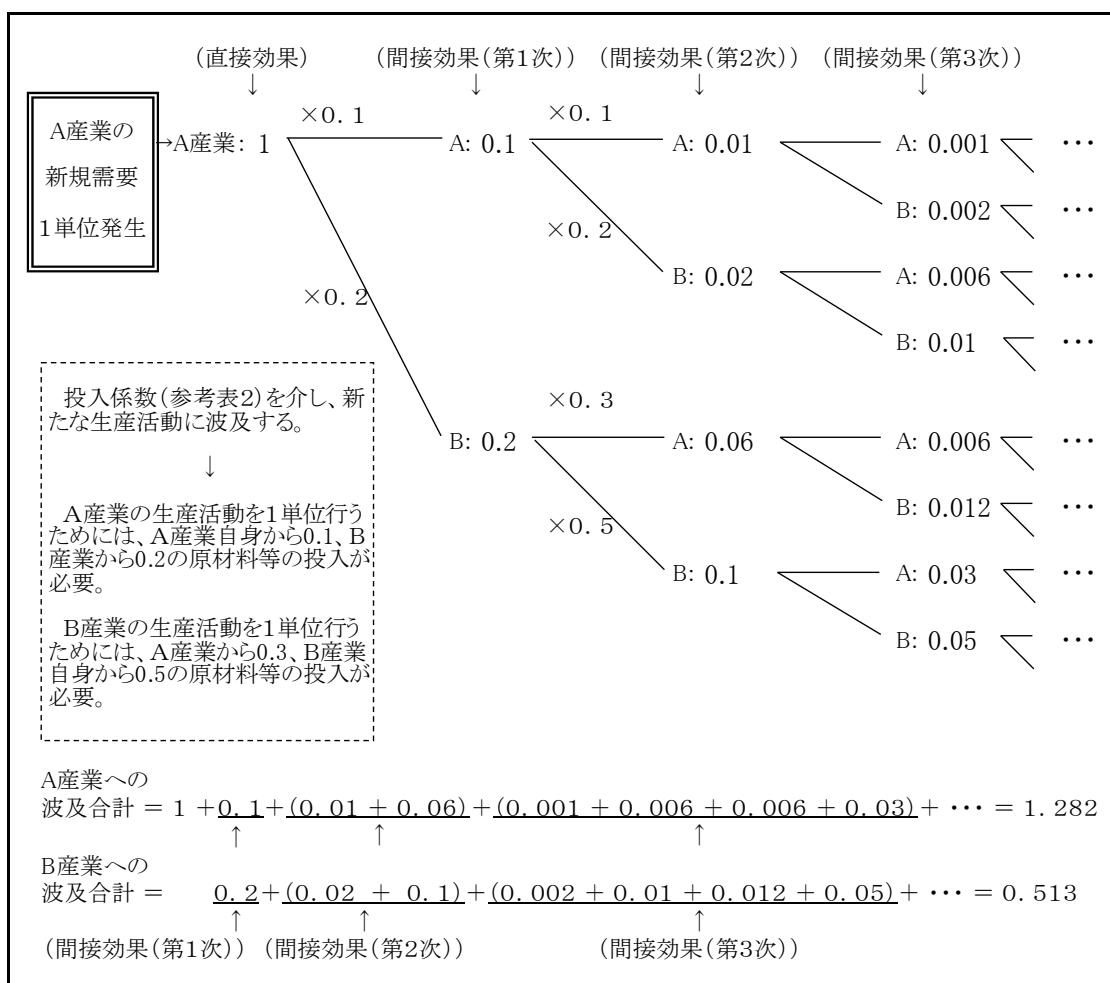 (直接効果) (間接効果(第1次)) (間接効果(第2次)) (間接効果(第3次))
↓ ↓ ↓ ↓
A産業の
新規需要
1単位発生
→A産業: 1 ×0.1 A: 0.1 ×0.1 A: 0.01 A: 0.001 ···
B: 0.002 ···
×0.2 B: 0.02 A: 0.006 ···
×0.2
B: 0.01 ···
B: 0.2 ×0.3 A: 0.06 A: 0.006 ···
B: 0.012 ···
×0.5 B: 0.1 A: 0.03 ···
B: 0.05 ···
投入係数(参考表2)を介し、新
たな生産活動に波及する。
↓
A産業の生産活動を1単位行う
ためには、A産業自身から0.1、B
産業から0.2の原材料等の投入が
必要。
B産業の生産活動を1単位行う
ためには、A産業から0.3、B産業
自身から0.5の原材料等の投入が
必要。
A産業への
波及合計 = 1 +0.1+(0.01 + 0.06)+(0.001 + 0.006 + 0.006 + 0.03)+ ··· = 1.282
↑ ↑ ↑
B産業への
波及合計 = 0.2+(0.02 + 0.1)+(0.002 + 0.01 + 0.012 + 0.05)+ ··· = 0.513
↑ ↑ ↑
(間接効果(第1次)) (間接効果(第2次)) (間接効果(第3次))